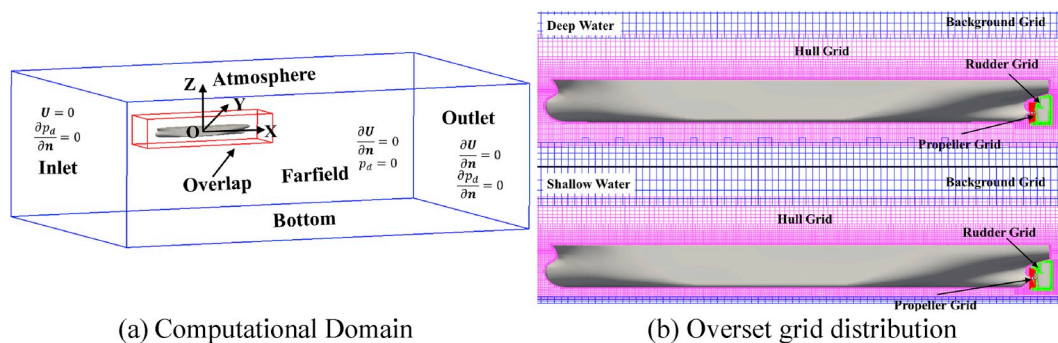 Z
Atmosphere
Y
O
X
U = 0
∂p_d/∂n = 0
Inlet
Overlap
Farfield
∂U/∂n = 0
p_d = 0
Outlet
∂U/∂n = 0
∂p_d/∂n = 0
Bottom
(a) Computational Domain
Deep Water
Background Grid
Hull Grid
Rudder Grid
Propeller Grid
Shallow Water
Background Grid
Hull Grid
Rudder Grid
Propeller Grid
(b) Overset grid distribution